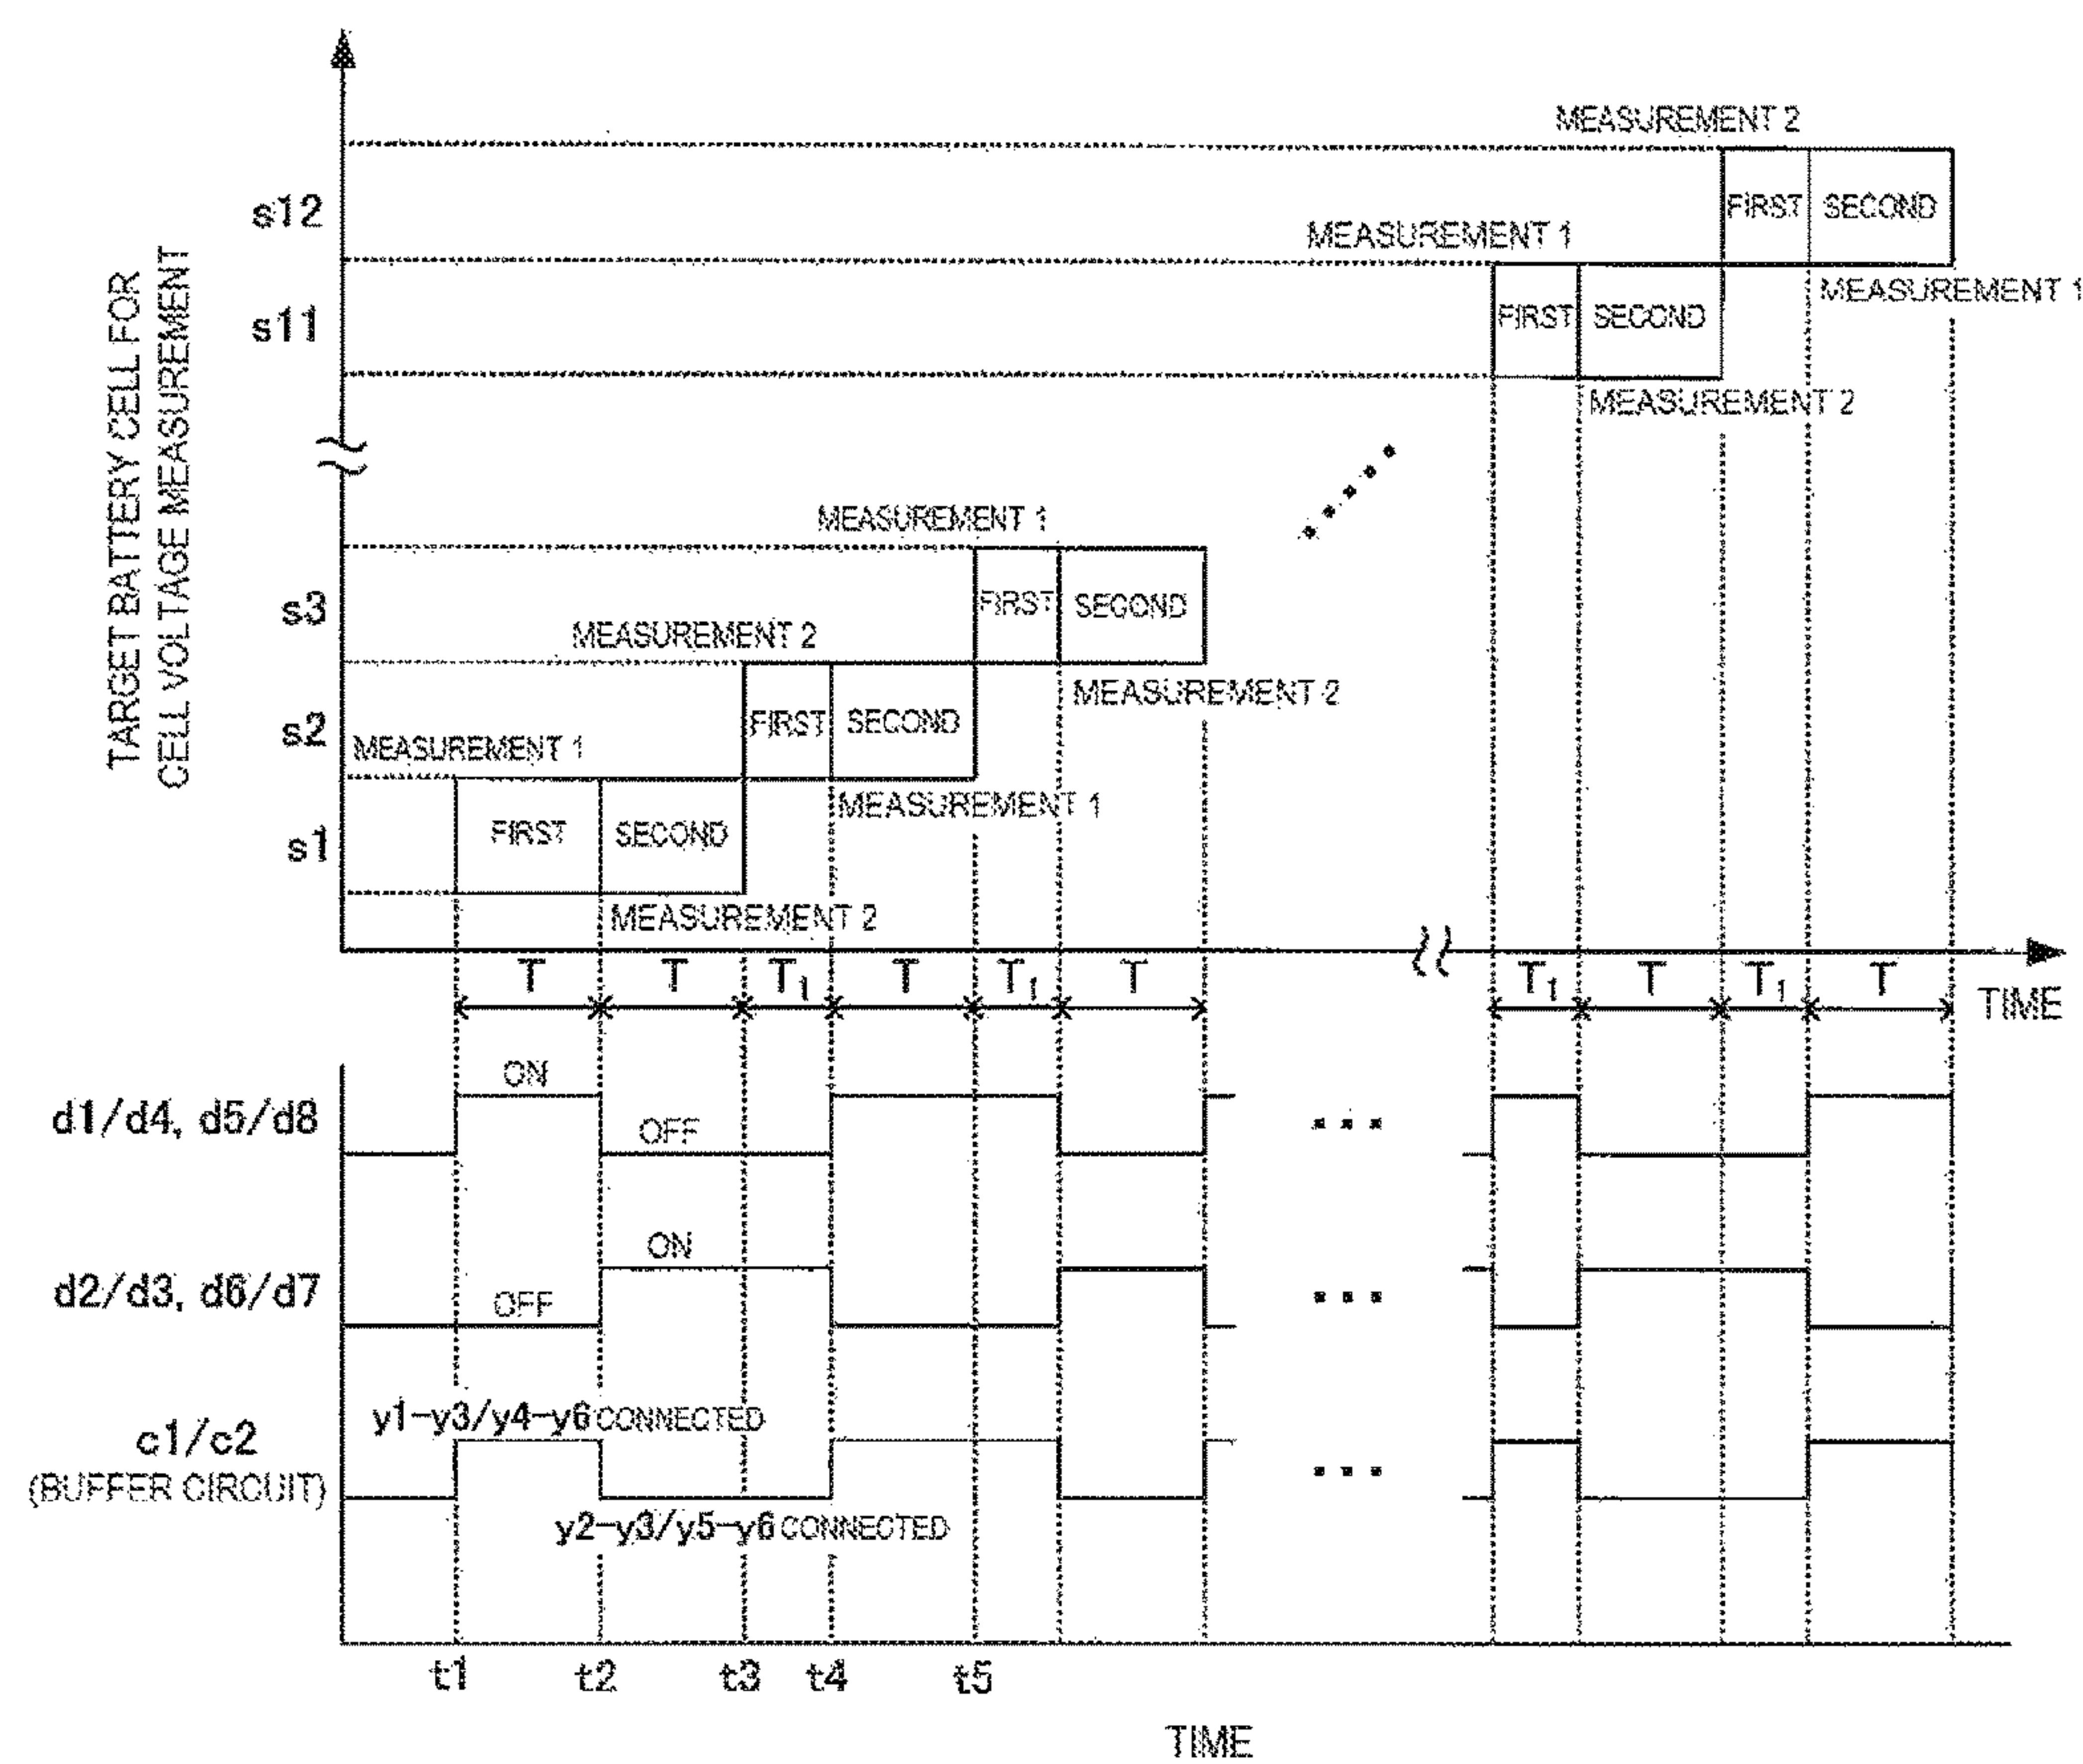 MEASUREMENT 2
s12
FIRST
SECOND
MEASUREMENT 1
MEASUREMENT 1
s11
FIRST
SECOND
MEASUREMENT 2
TARGET BATTERY CELL FOR
CELL VOLTAGE MEASUREMENT
MEASUREMENT 1
s3
FIRST
SECOND
MEASUREMENT 2
MEASUREMENT 2
s2
FIRST
SECOND
MEASUREMENT 1
MEASUREMENT 1
s1
FIRST
SECOND
MEASUREMENT 2
T T T1 T T1 T T1 T T1 T
TIME
ON
d1/d4, d5/d8
OFF
ON
d2/d3, d6/d7
OFF
y1-y3/y4-y6 CONNECTED
c1/c2
(BUFFER CIRCUIT)
y2-y3/y5-y6 CONNECTED
t1 t2 t3 t4 t5
TIME